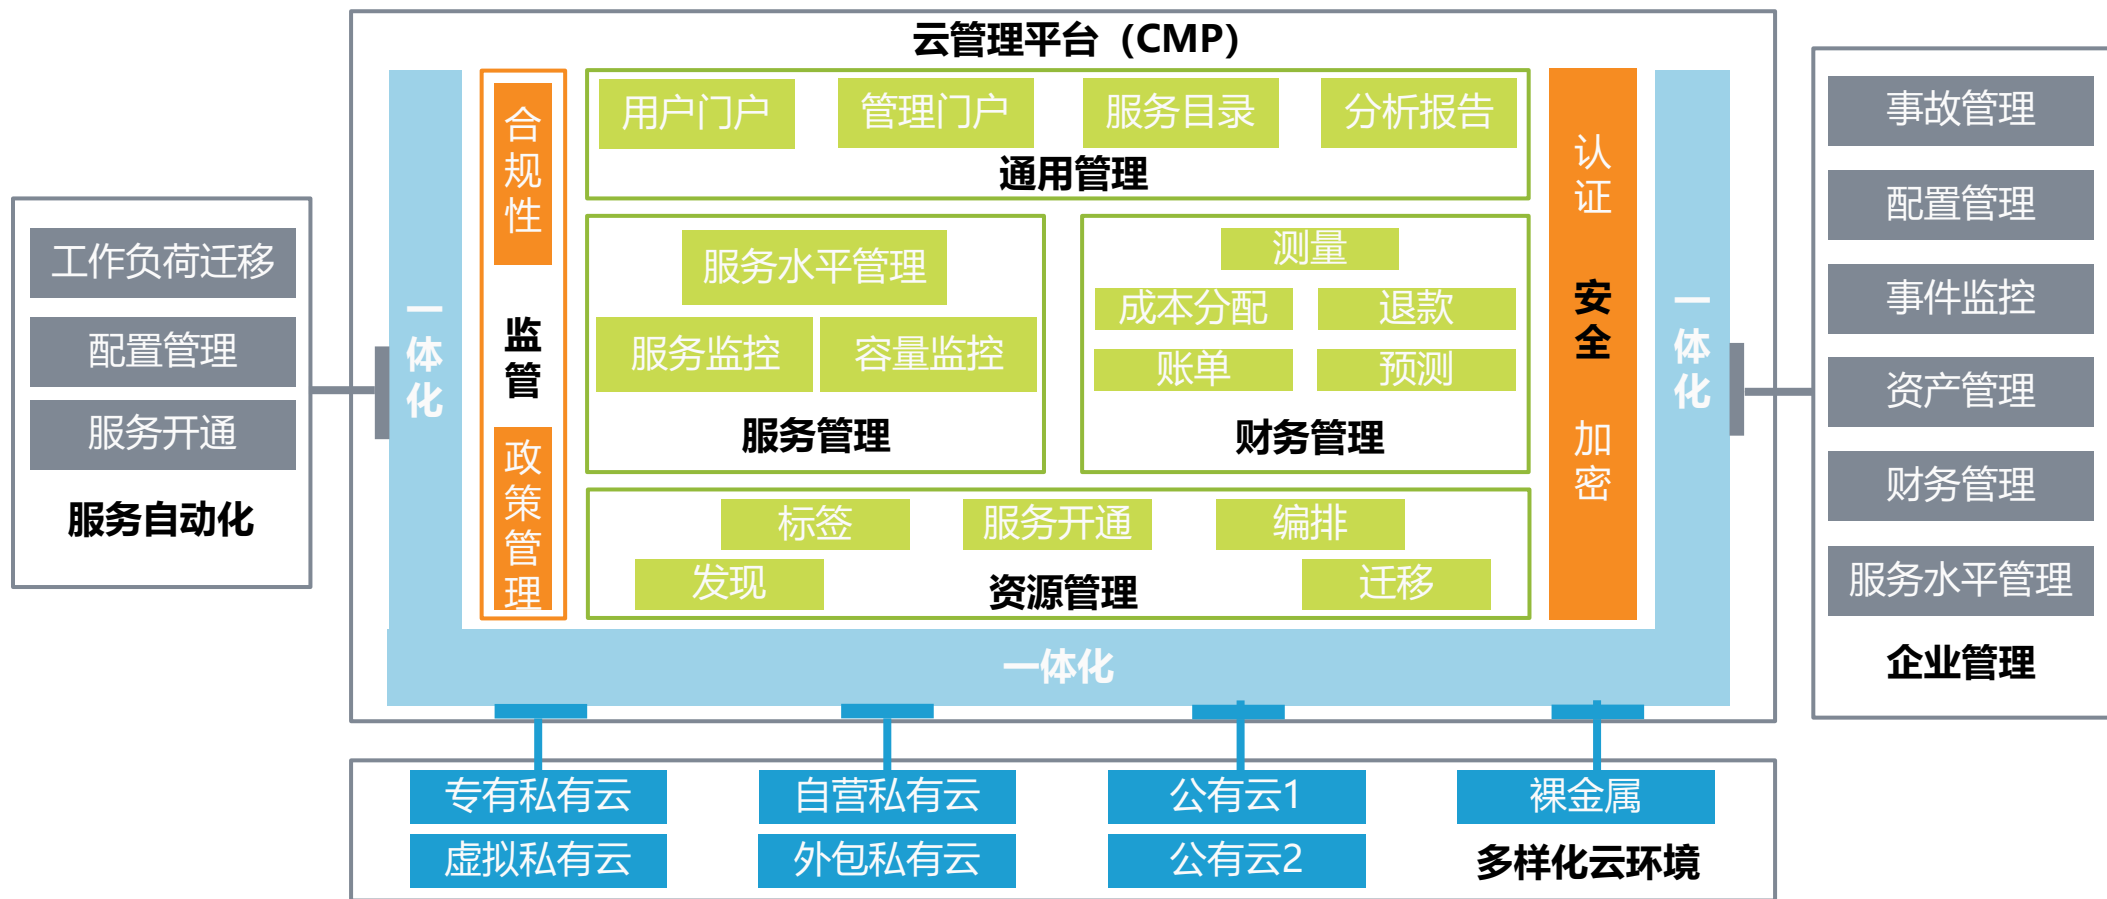 云管理平台（CMP）
工作负荷迁移
配置管理
服务开通
服务自动化
一体化
合规性
监管
政策管理
用户门户
管理门户
服务目录
分析报告
通用管理
服务水平管理
服务监控
容量监控
服务管理
测量
成本分配
退款
账单
预测
财务管理
标签
服务开通
编排
发现
资源管理
迁移
认证
安全
加密
一体化
一体化
事故管理
配置管理
事件监控
资产管理
财务管理
服务水平管理
企业管理
专有私有云
自营私有云
公有云1
裸金属
虚拟私有云
外包私有云
公有云2
多样化云环境